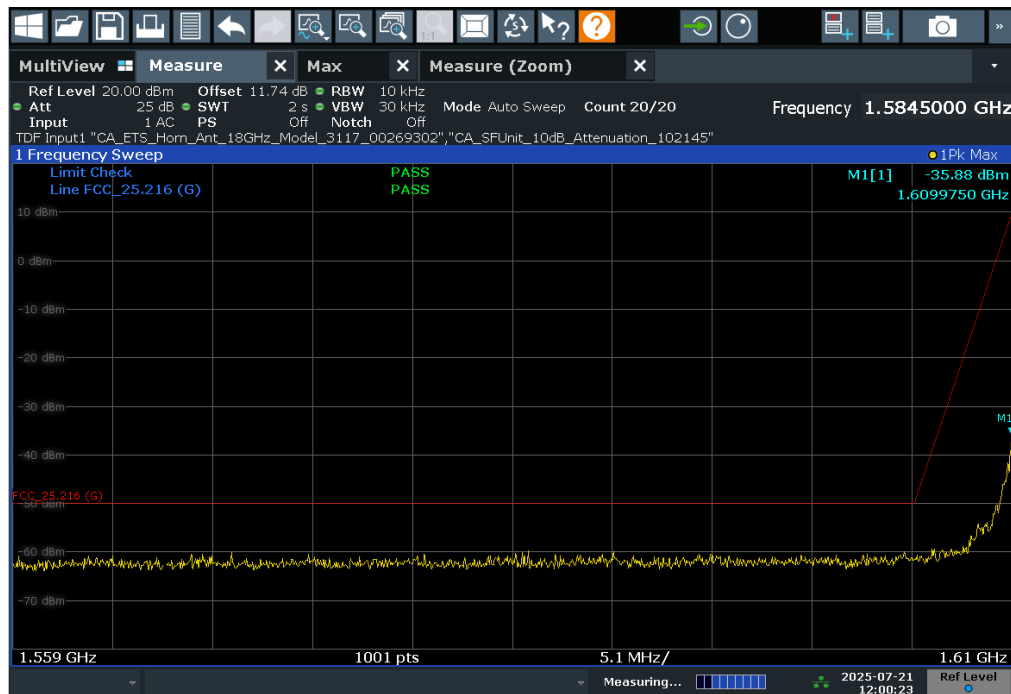 1:1
»
MultiView Measure X Max X Measure (Zoom) X
Ref Level 20.00 dBm Offset 11.74 dB RBW 10 kHz
Att 25 dB SWT 2 s VBW 30 kHz Mode Auto Sweep Count 20/20 Frequency 1.5845000 GHz
Input 1 AC PS Off Notch Off
TDF Input1 "CA_ETS_Horn_Ant_18GHz_Model_3117_00269302","CA_SFUnit_10dB_Attenuation_102145"
1 Frequency Sweep 1Pk Max
Limit Check PASS M1[1] -35.88 dBm
Line FCC_25.216 (G) PASS 1.6099750 GHz
10 dBm
0 dBm
-10 dBm
-20 dBm
-30 dBm
M1
-40 dBm
FCC_25.216 (G)
-50 dBm
-60 dBm
-70 dBm
1.559 GHz 1001 pts 5.1 MHz/ 1.61 GHz
Measuring... 2025-07-21 Ref Level
12:00:23